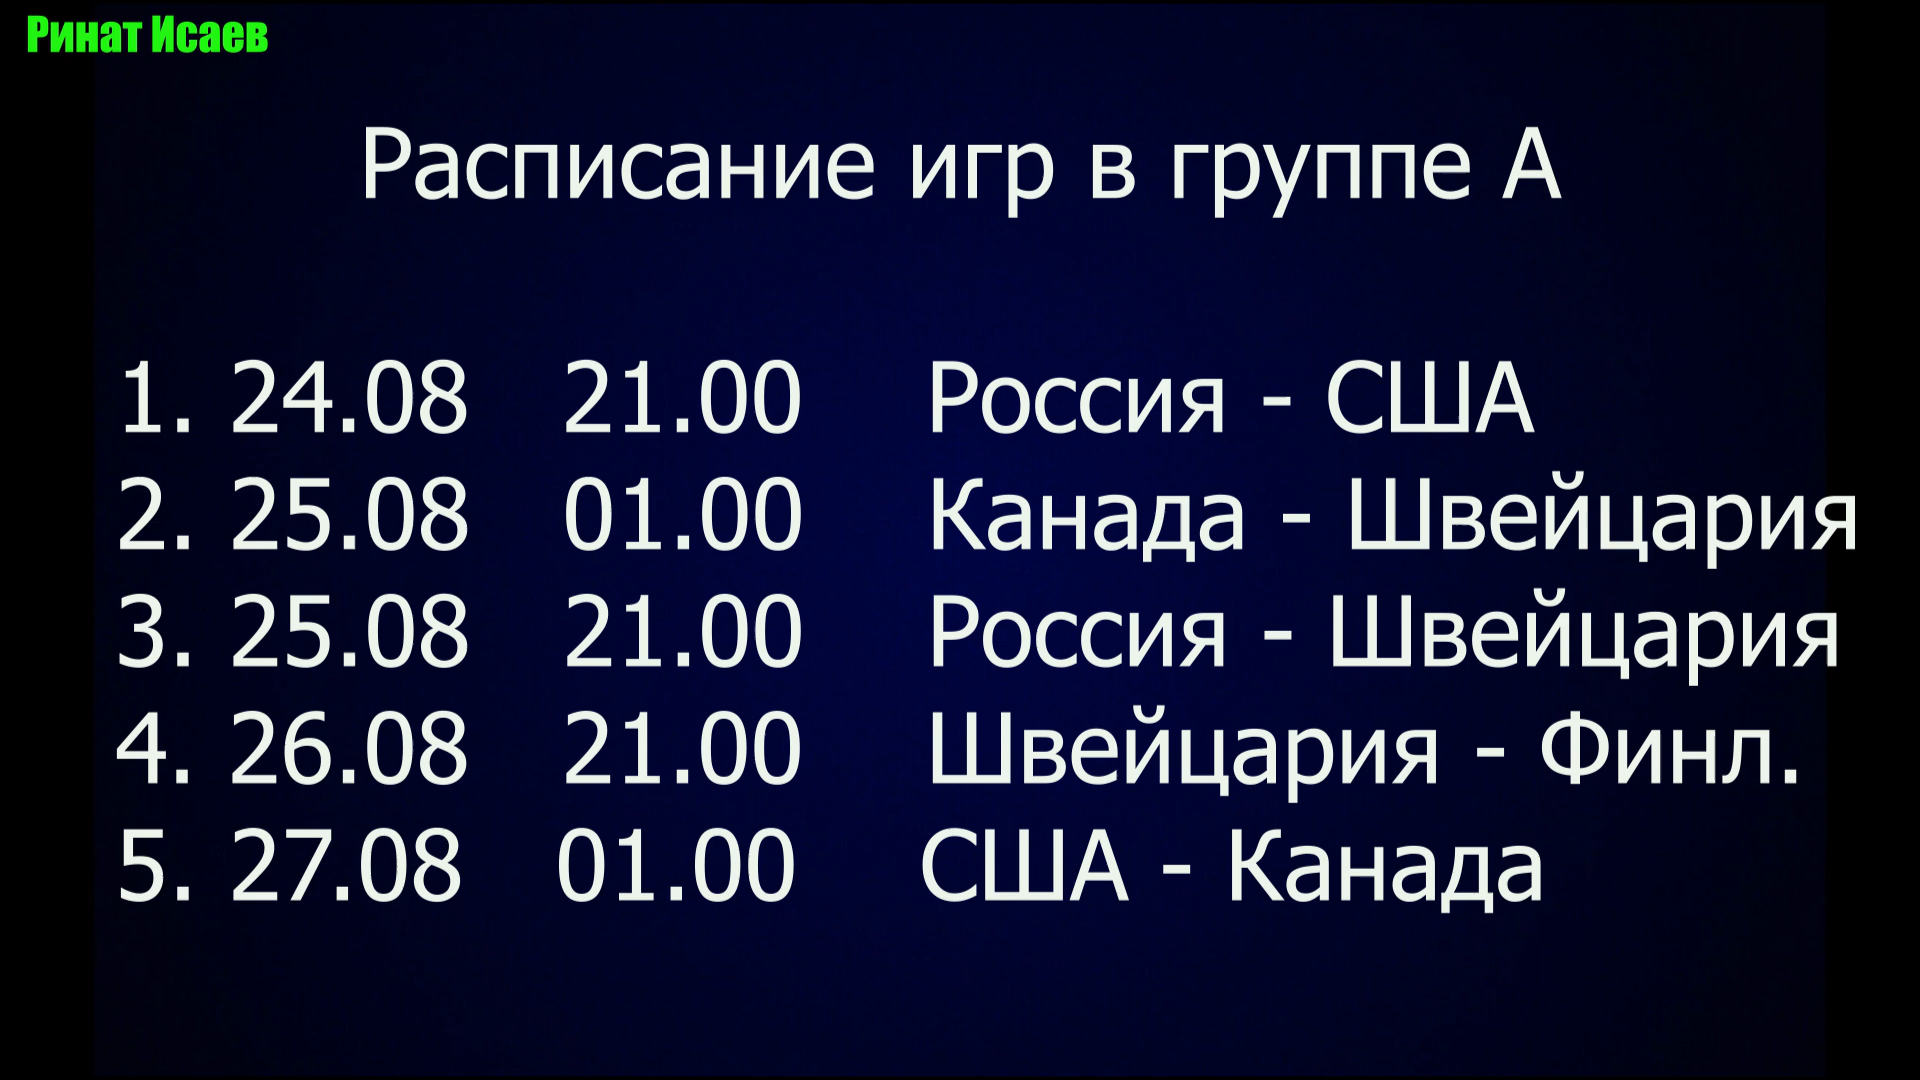 Ринат Исаев
Расписание игр в группе А
1. 24.08 21.00 Россия - США
2. 25.08 01.00 Канада - Швейцария
3. 25.08 21.00 Россия - Швейцария
4. 26.08 21.00 Швейцария - Финл.
5. 27.08 01.00 США - Канада